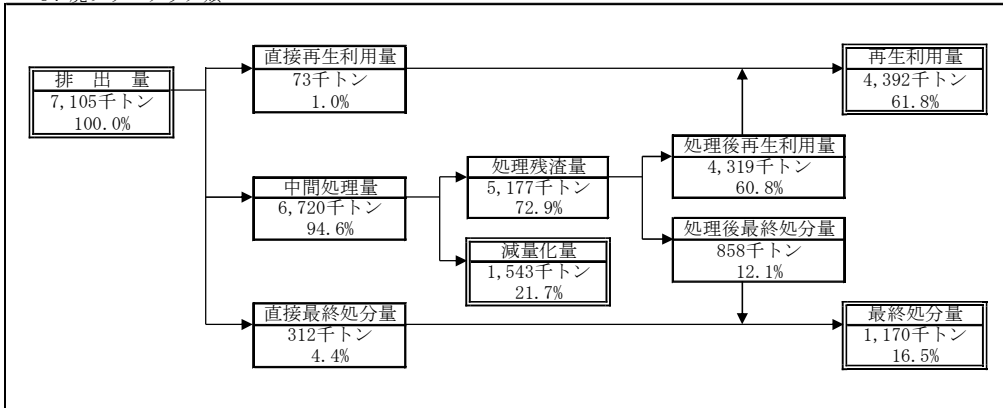 排 出 量
7,105千トン
100.0%
直接再生利用量
73千トン
1.0%
中間処理量
6,720千トン
94.6%
直接最終処分量
312千トン
4.4%
処理残渣量
5,177千トン
72.9%
減量化量
1,543千トン
21.7%
処理後再生利用量
4,319千トン
60.8%
処理後最終処分量
858千トン
12.1%
再生利用量
4,392千トン
61.8%
最終処分量
1,170千トン
16.5%